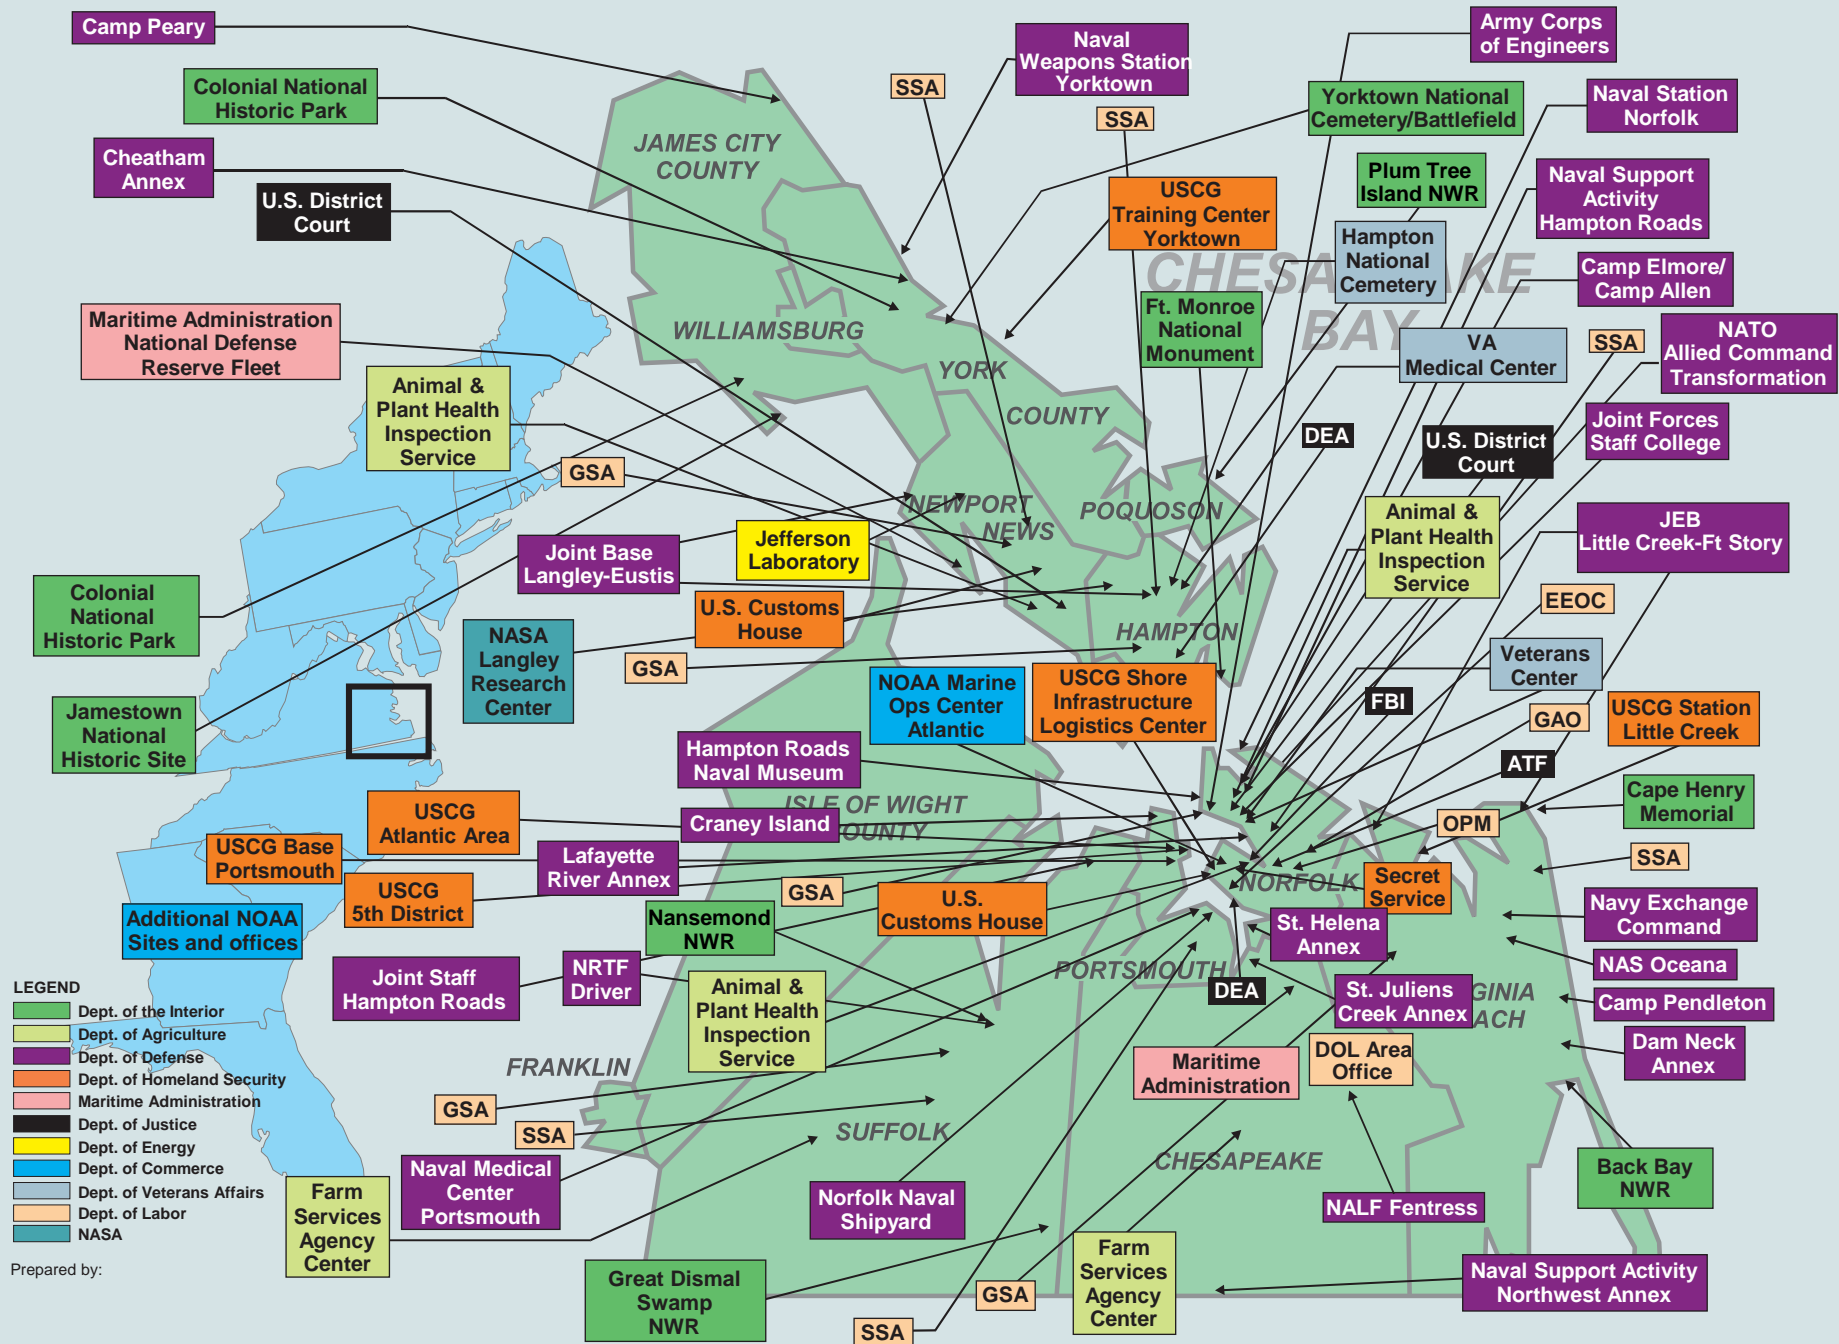 Camp Peary
Colonial National
Historic Park
Cheatham
Annex
U.S. District
Court
Maritime Administration
National Defense
Reserve Fleet
Animal &
Plant Health
Inspection
Service
GSA
SSA
Naval
Weapons Station
Yorktown
SSA
USCG
Training Center
Yorktown
Army Corps
of Engineers
Yorktown National
Cemetery/Battlefield
Naval Station
Norfolk
Plum Tree
Island NWR
Naval Support
Activity
Hampton Roads
Hampton
National
Cemetery
CHESAPEAKE
BAY
Camp Elmore/
Camp Allen
Ft. Monroe
National
Monument
VA
Medical Center
SSA
NATO
Allied Command
Transformation
Joint Forces
Staff College
DEA
U.S. District
Court
Animal &
Plant Health
Inspection
Service
JEB
Little Creek-Ft Story
EEOC
Veterans
Center
FBI
GAO
USCG Station
Little Creek
ATF
Cape Henry
Memorial
OPM
SSA
JAMES CITY
COUNTY
WILLIAMSBURG
YORK
COUNTY
NEWPORT
NEWS
POQUOSON
HAMPTON
Joint Base
Langley-Eustis
Jefferson
Laboratory
U.S. Customs
House
Colonial
National
Historic Park
NASA
Langley
Research
Center
GSA
NOAA Marine
Ops Center
Atlantic
USCG Shore
Infrastructure
Logistics Center
Jamestown
National
Historic Site
Hampton Roads
Naval Museum
ISLE OF WIGHT
COUNTY
USCG
Atlantic Area
Craney Island
USCG Base
Portsmouth
Lafayette
River Annex
USCG
5th District
GSA
U.S.
Customs House
NORFOLK
Secret
Service
Navy Exchange
Command
Additional NOAA
Sites and offices
Nansemond
NWR
St. Helena
Annex
NAS Oceana
Joint Staff
Hampton Roads
NRTF
Driver
PORTSMOUTH
DEA
St. Juliens
Creek Annex
GINIA
ACH
Camp Pendleton
Animal &
Plant Health
Inspection
Service
Dam Neck
Annex
Maritime
Administration
DOL Area
Office
FRANKLIN
GSA
SSA
SUFFOLK
CHESAPEAKE
Naval Medical
Center
Portsmouth
Norfolk Naval
Shipyard
NALF Fentress
Back Bay
NWR
Farm
Services
Agency
Center
Great Dismal
Swamp
NWR
SSA
GSA
Farm
Services
Agency
Center
Naval Support Activity
Northwest Annex
LEGEND
Dept. of the Interior
Dept. of Agriculture
Dept. of Defense
Dept. of Homeland Security
Maritime Administration
Dept. of Justice
Dept. of Energy
Dept. of Commerce
Dept. of Veterans Affairs
Dept. of Labor
NASA
Prepared by: